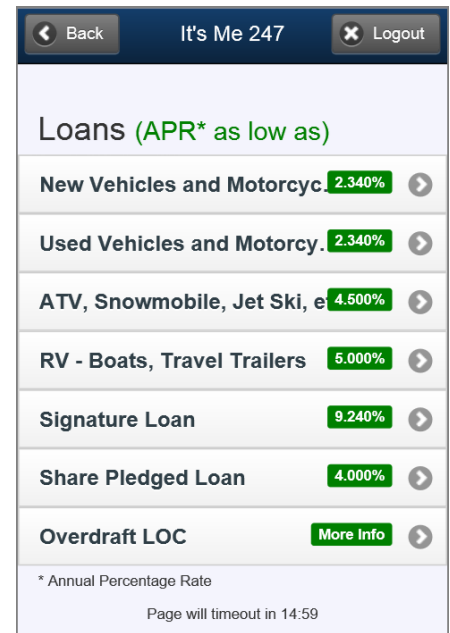 Back It's Me 247 Logout
Loans (APR* as low as)
New Vehicles and Motorcyc. 2.340%
Used Vehicles and Motorcy. 2.340%
ATV, Snowmobile, Jet Ski, e 4.500%
RV - Boats, Travel Trailers 5.000%
Signature Loan 9.240%
Share Pledged Loan 4.000%
Overdraft LOC More Info
* Annual Percentage Rate
Page will timeout in 14:59